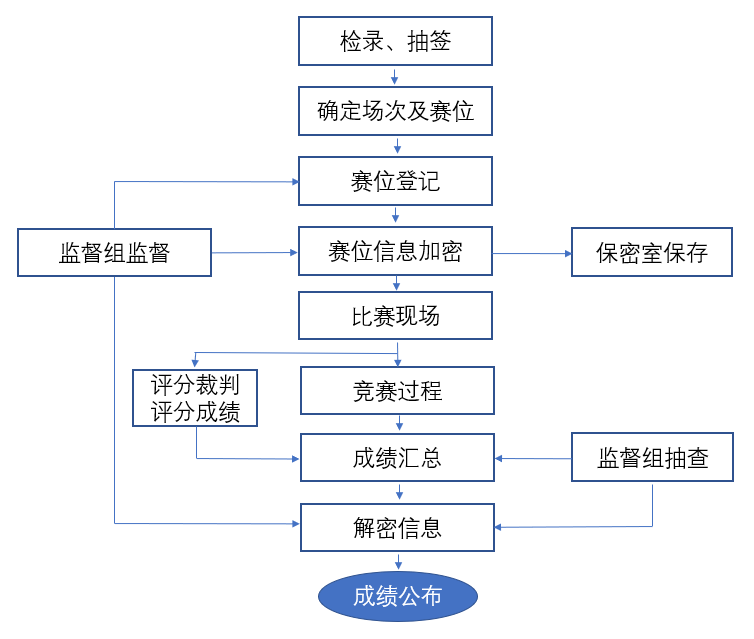 检录、抽签
确定场次及赛位
赛位登记
监督组监督
赛位信息加密
保密室保存
比赛现场
评分裁判
评分成绩
竞赛过程
成绩汇总
监督组抽查
解密信息
成绩公布